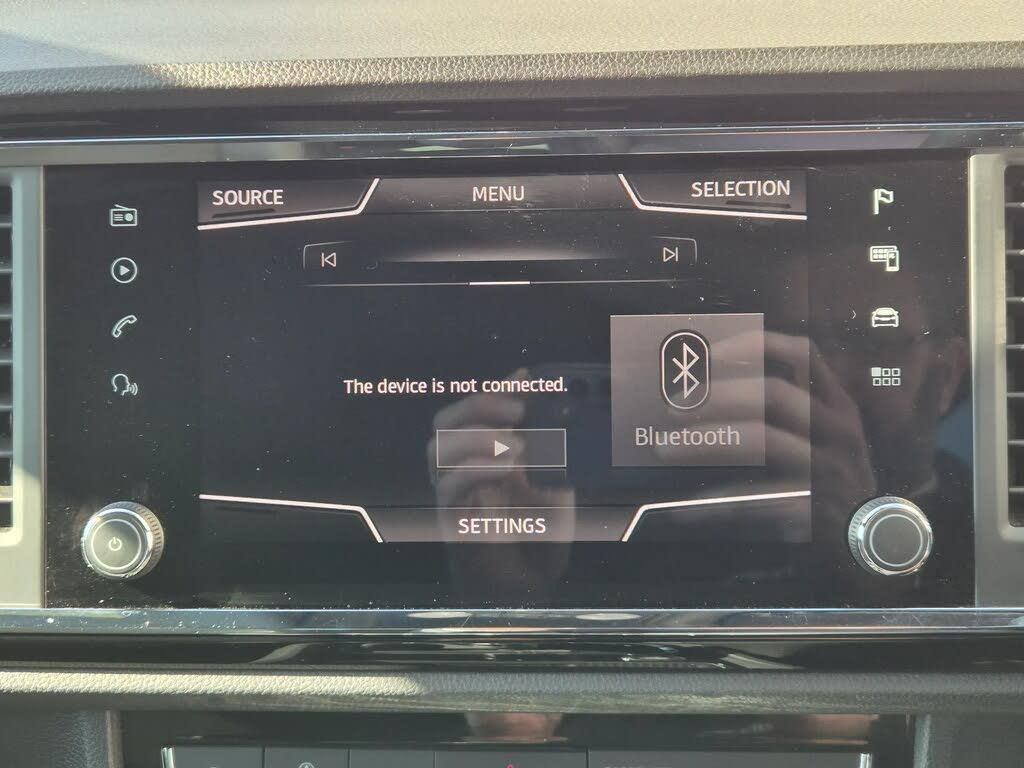 SOURCE
MENU
SELECTION
The device is not connected.
Bluetooth
SETTINGS